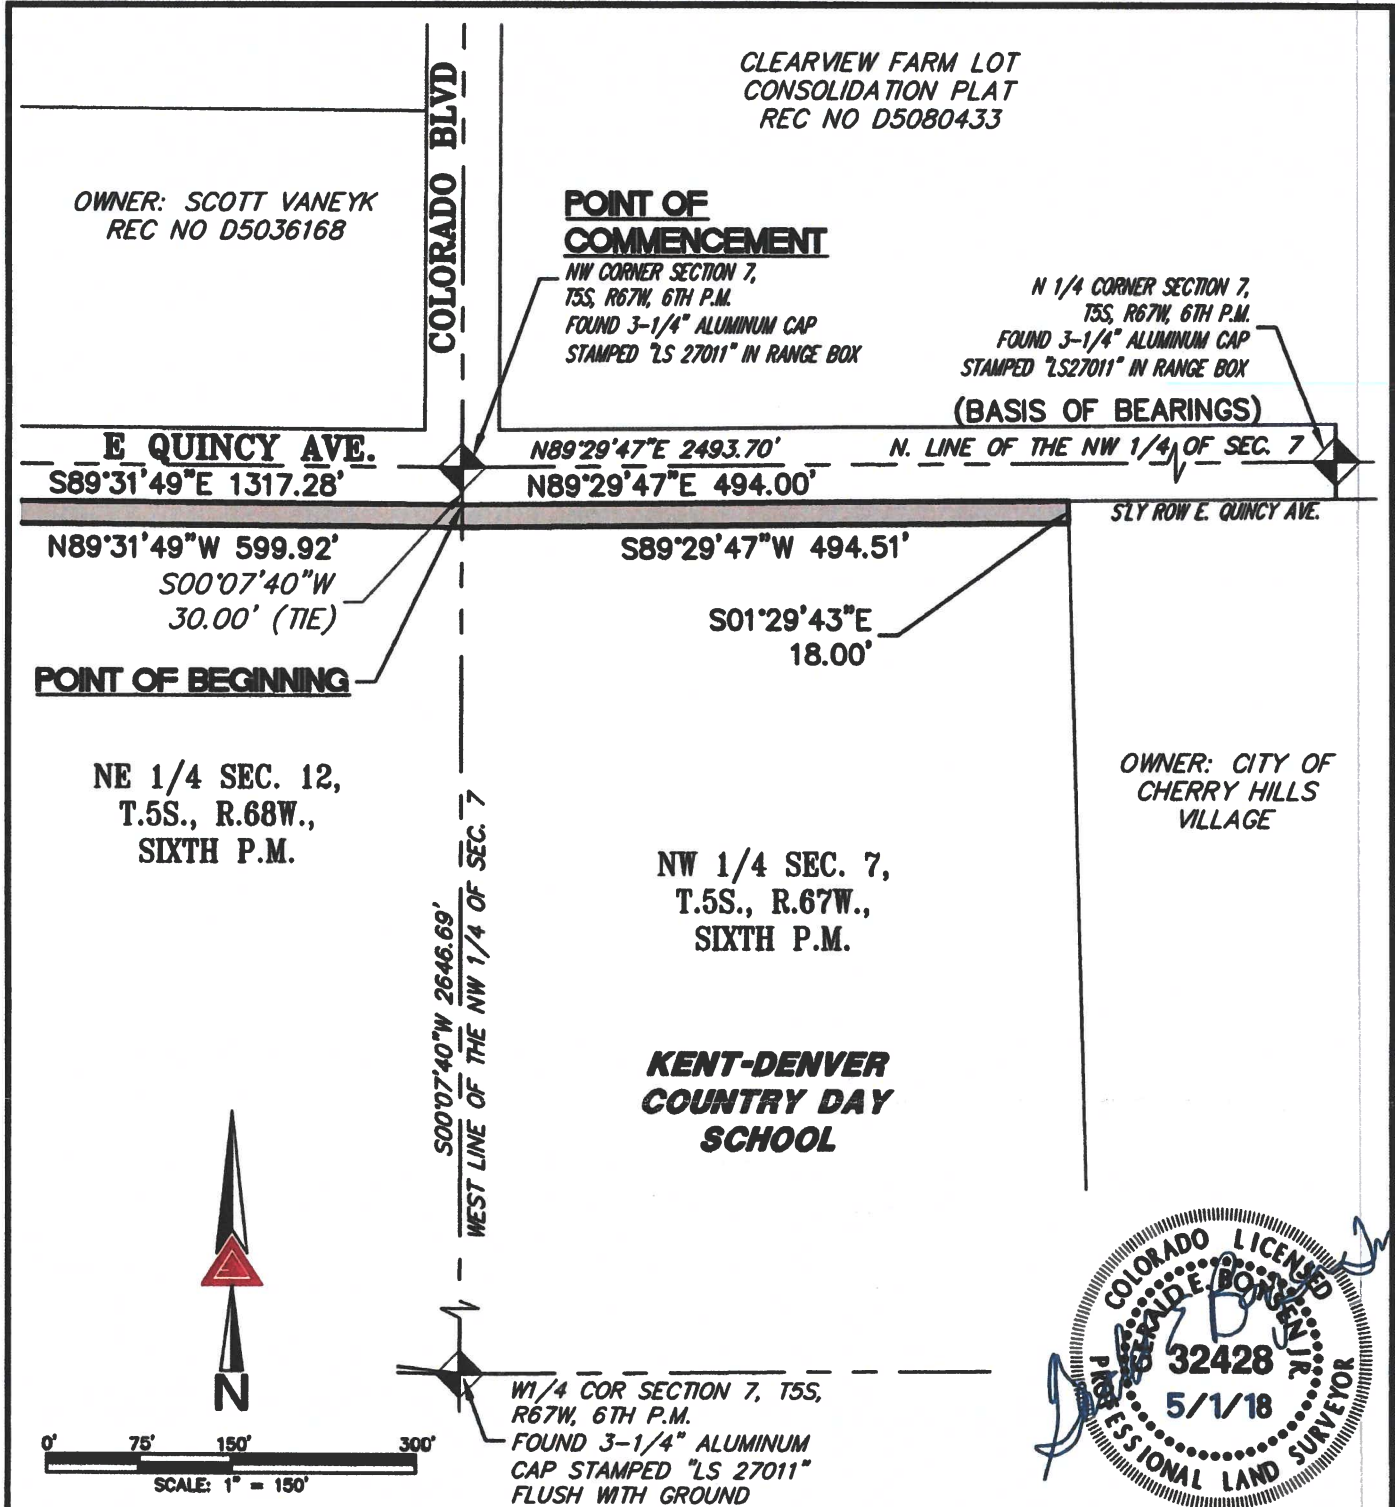 CLEARVIEW FARM LOT
CONSOLIDATION PLAT
REC NO D5080433
COLORADO BLVD
OWNER: SCOTT VANEYK
REC NO D5036168
POINT OF
COMMENCEMENT
NW CORNER SECTION 7,
T5S, R67W, 6TH P.M.
FOUND 3-1/4" ALUMINUM CAP
STAMPED "LS 27011" IN RANGE BOX
N 1/4 CORNER SECTION 7,
T5S, R67W, 6TH P.M.
FOUND 3-1/4" ALUMINUM CAP
STAMPED "LS27011" IN RANGE BOX
(BASIS OF BEARINGS)
E QUINCY AVE.
N89°29'47"E 2493.70'
N. LINE OF THE NW 1/4 OF SEC. 7
S89°31'49"E 1317.28'
N89°29'47"E 494.00'
SLY ROW E. QUINCY AVE.
N89°31'49"W 599.92'
S89°29'47"W 494.51'
S00°07'40"W
30.00' (TIE)
S01°29'43"E
18.00'
POINT OF BEGINNING
NE 1/4 SEC. 12,
T.5S., R.68W.,
SIXTH P.M.
OWNER: CITY OF
CHERRY HILLS
VILLAGE
S00°07'40"W 2646.69'
WEST LINE OF THE NW 1/4 OF SEC. 7
NW 1/4 SEC. 7,
T.5S., R.67W.,
SIXTH P.M.
KENT-DENVER
COUNTRY DAY
SCHOOL
N
0' 75' 150' 300'
SCALE: 1" = 150'
W1/4 COR SECTION 7, T5S,
R67W, 6TH P.M.
FOUND 3-1/4" ALUMINUM
CAP STAMPED "LS 27011"
FLUSH WITH GROUND
COLORADO LICENSED
32428
5/1/18
PROFESSIONAL LAND SURVEYOR